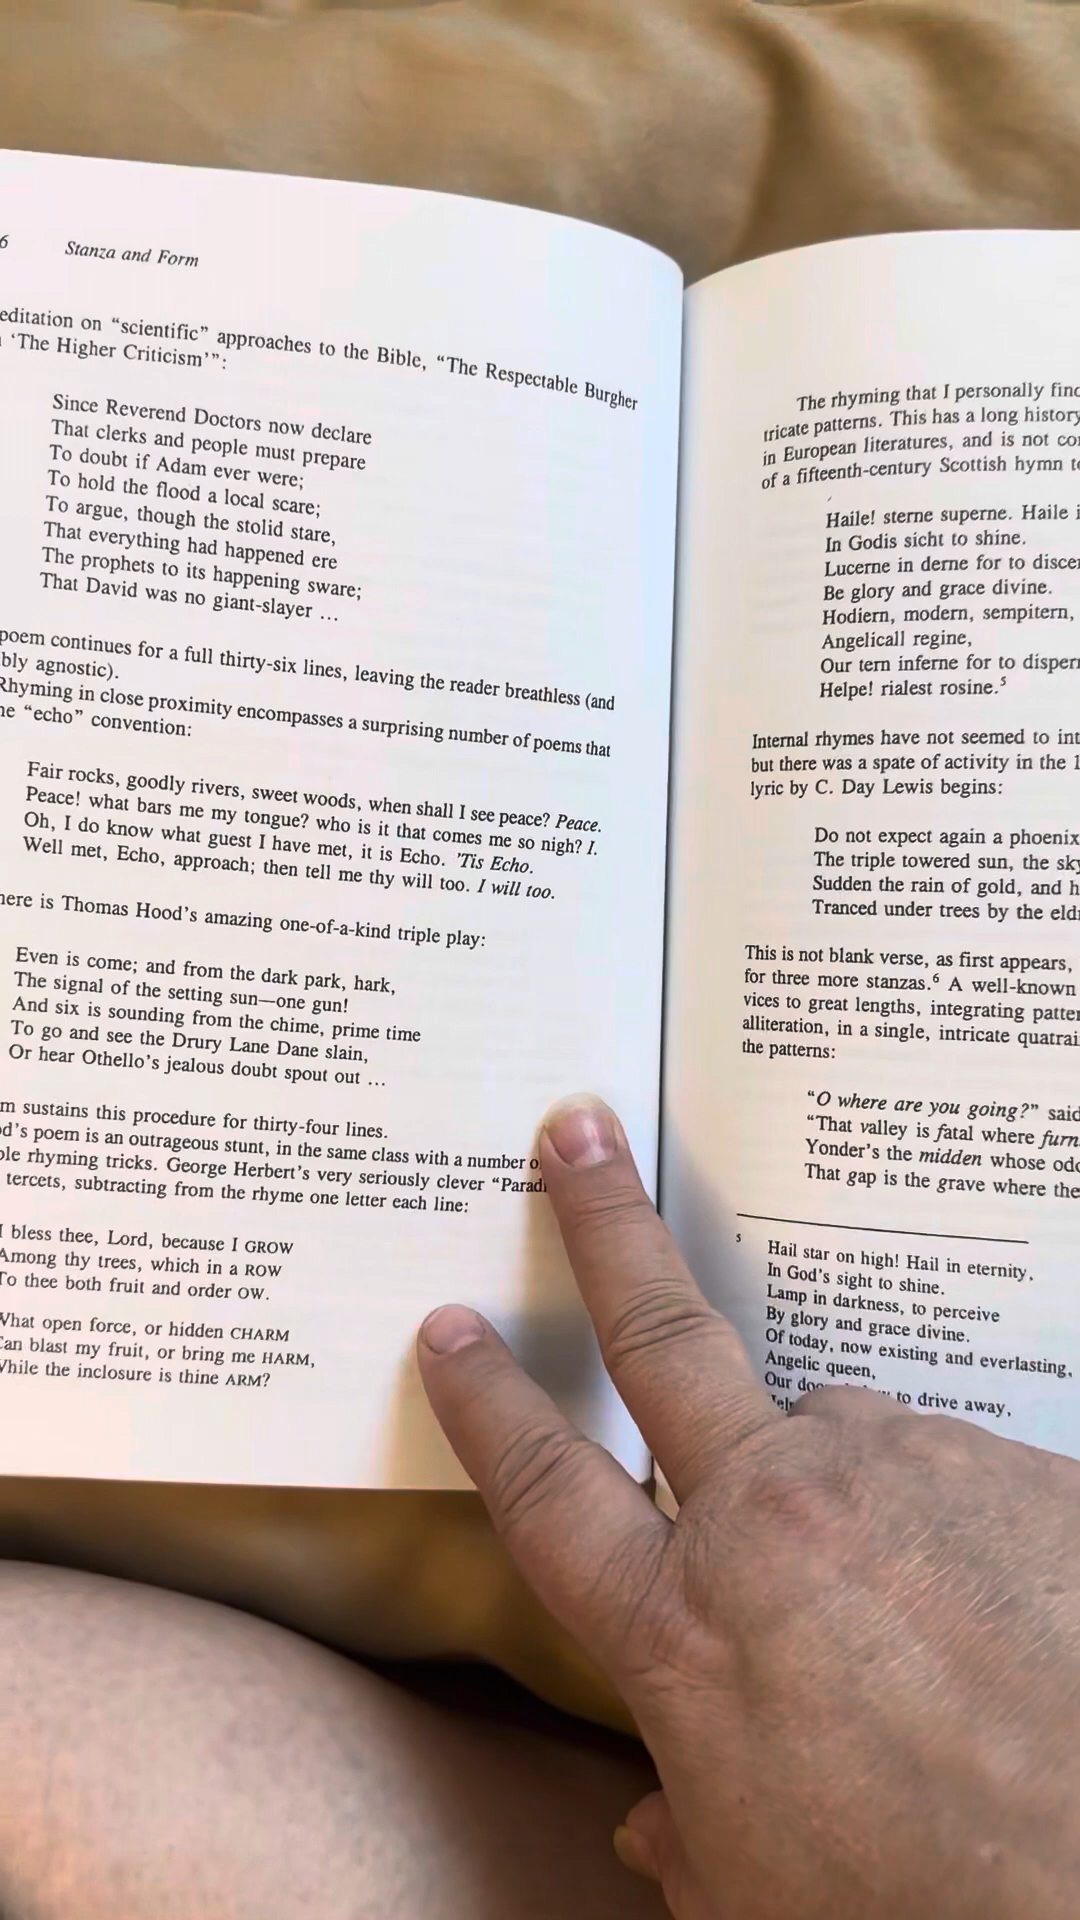 6 Stanza and Form
editation on “scientific” approaches to the Bible, “The Respectable Burgher
‘The Higher Criticism’”:
Since Reverend Doctors now declare
That clerks and people must prepare
To doubt if Adam ever were;
To hold the flood a local scare;
To argue, though the stolid stare,
That everything had happened ere
The prophets to its happening sware;
That David was no giant-slayer ...
poem continues for a full thirty-six lines, leaving the reader breathless (and
bly agnostic).
Rhyming in close proximity encompasses a surprising number of poems that
he “echo” convention:
Fair rocks, goodly rivers, sweet woods, when shall I see peace? Peace.
Peace! what bars me my tongue? who is it that comes me so nigh? I.
Oh, I do know what guest I have met, it is Echo. 'Tis Echo.
Well met, Echo, approach; then tell me thy will too. I will too.
here is Thomas Hood’s amazing one-of-a-kind triple play:
Even is come; and from the dark park, hark,
The signal of the setting sun—one gun!
And six is sounding from the chime, prime time
To go and see the Drury Lane Dane slain,
Or hear Othello’s jealous doubt spout out ...
m sustains this procedure for thirty-four lines.
d’s poem is an outrageous stunt, in the same class with a number o
ple rhyming tricks. George Herbert’s very seriously clever “Paradi
tercets, subtracting from the rhyme one letter each line:
I bless thee, Lord, because I GROW
Among thy trees, which in a ROW
To thee both fruit and order OW.
What open force, or hidden CHARM
Can blast my fruit, or bring me HARM,
While the inclosure is thine ARM?
The rhyming that I personally find
tricate patterns. This has a long history
in European literatures, and is not co
of a fifteenth-century Scottish hymn t
Haile! sterne superne. Haile i
In Godis sicht to shine.
Lucerne in derne for to disce
Be glory and grace divine.
Hodiern, modern, sempitern,
Angelicall regine,
Our tern inferne for to dispern
Helpe! rialest rosine.5
Internal rhymes have not seemed to int
but there was a spate of activity in the 1
lyric by C. Day Lewis begins:
Do not expect again a phoenix
The triple towered sun, the sky
Sudden the rain of gold, and h
Tranced under trees by the eld
This is not blank verse, as first appears,
for three more stanzas.6 A well-known
vices to great lengths, integrating patter
alliteration, in a single, intricate quatrai
the patterns:
“O where are you going?” said
“That valley is fatal where furn
Yonder’s the midden whose odo
That gap is the grave where the
5 Hail star on high! Hail in eternity,
In God’s sight to shine.
Lamp in darkness, to perceive
By glory and grace divine.
Of today, now existing and everlasting,
Angelic queen,
Our to drive away,